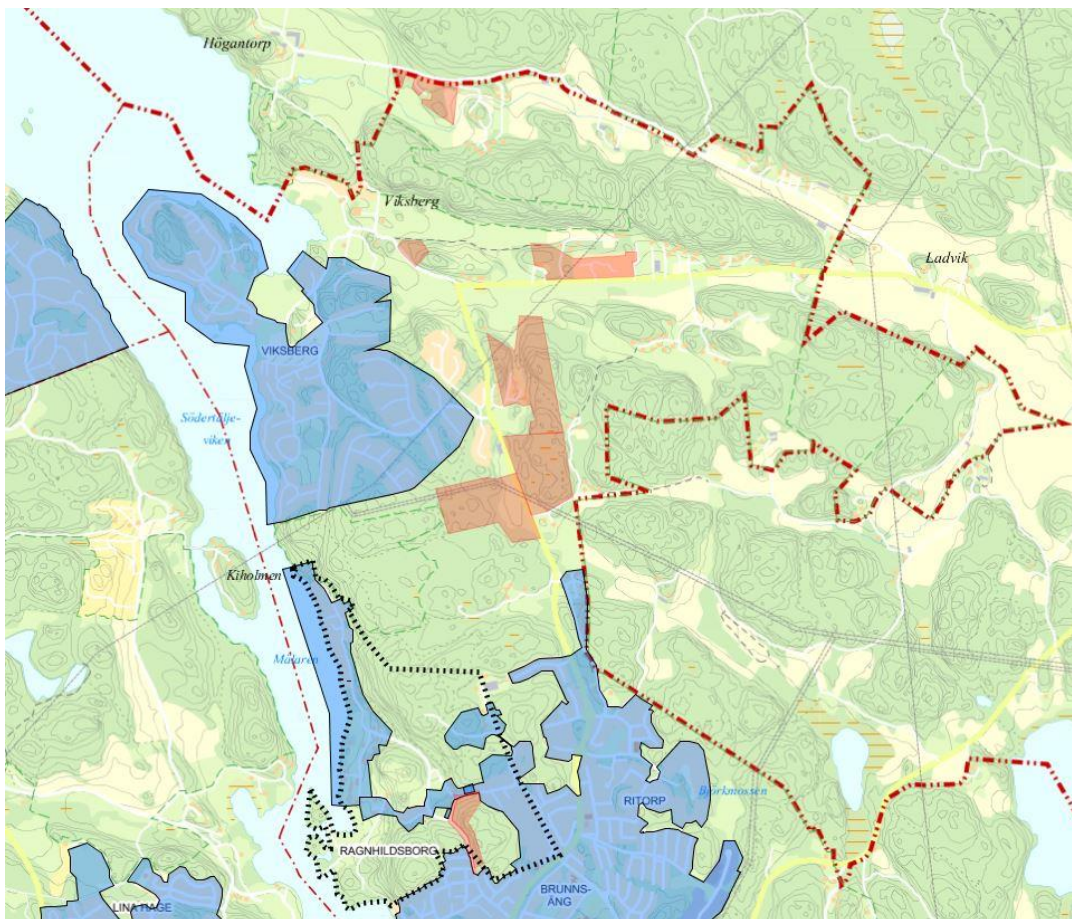 Högantorp
Viksberg
Ladvik
VIKSBERG
Södertälje-
viken
Kiholmen
Mälaren
RITORP
Björkmossen
RAGNHILDSBORG
BRUNNS-
ÄNG
LINA HAGE